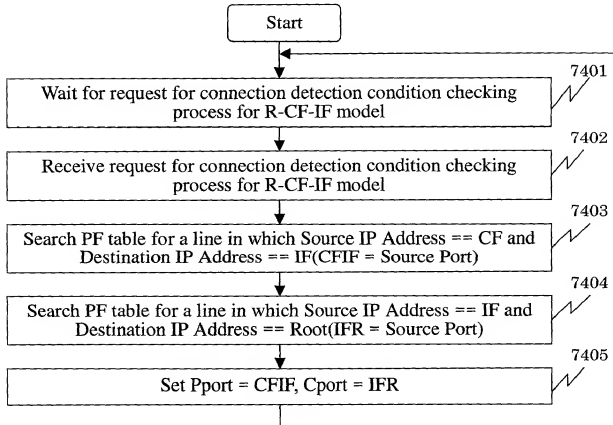 Start
7401
Wait for request for connection detection condition checking
process for R-CF-IF model
7402
Receive request for connection detection condition checking
process for R-CF-IF model
7403
Search PF table for a line in which Source IP Address == CF and
Destination IP Address == IF(CFIF = Source Port)
7404
Search PF table for a line in which Source IP Address == IF and
Destination IP Address == Root(IFR = Source Port)
7405
Set Pport = CFIF, Cport = IFR